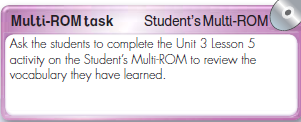 Multi-ROM task Student's Multi-ROM
Ask the students to complete the Unit 3 Lesson 5
activity on the Student's Multi-ROM to review the
vocabulary they have learned.